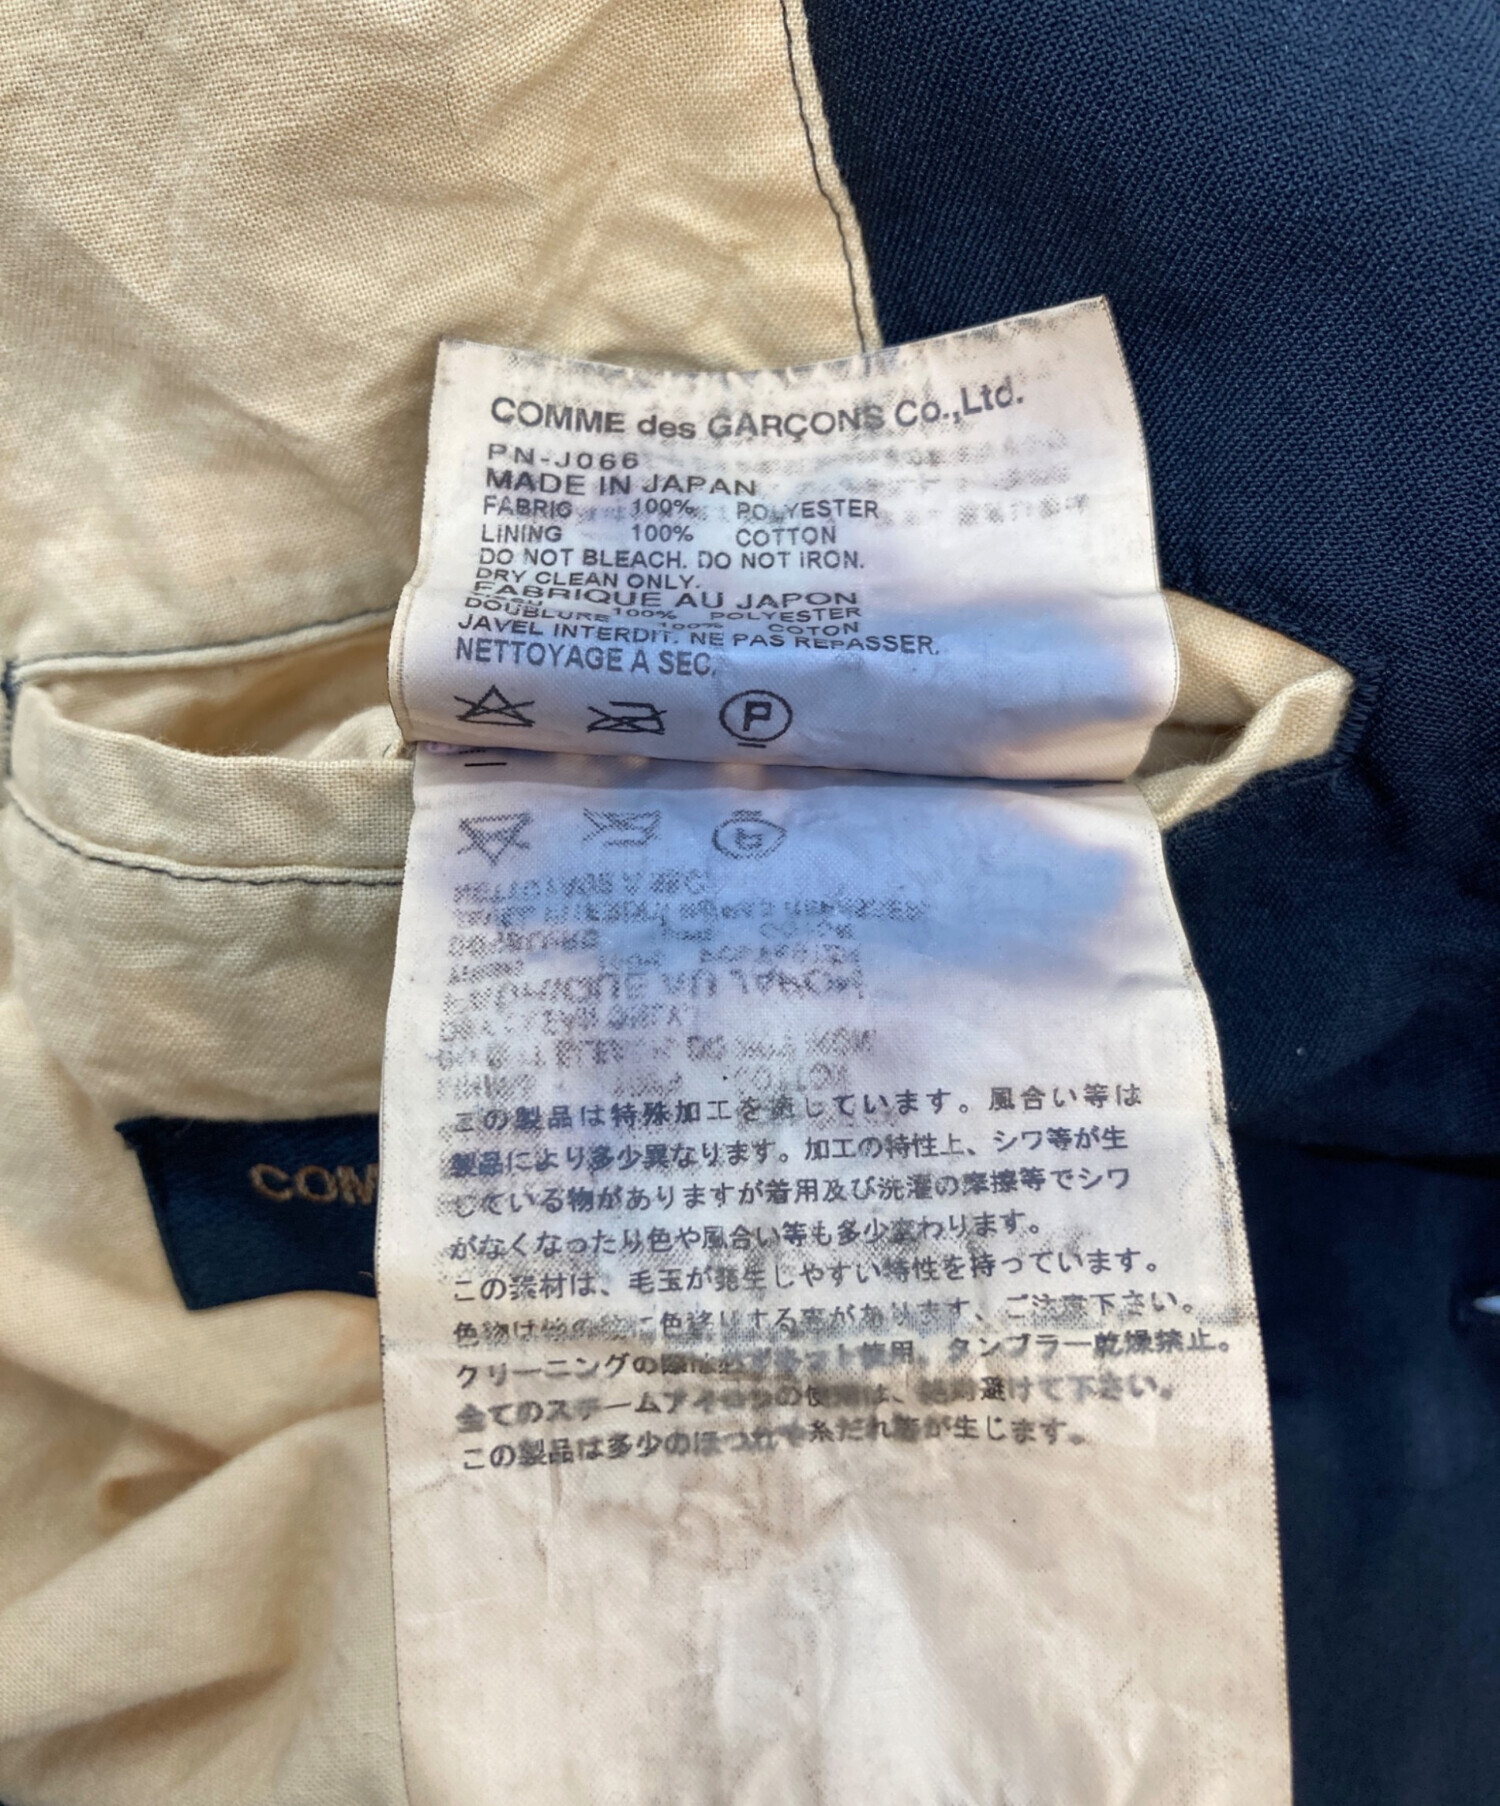 COMME des GARÇONS Co.,Ltd.
PN-J066
MADE IN JAPAN
FABRIC 100% POLYESTER
LINING 100% COTTON
DO NOT BLEACH. DO NOT IRON.
DRY CLEAN ONLY.
FABRIQUE AU JAPON
100% POLYESTER
DOUBLURE 100% COTON
JAVEL INTERDIT. NE PAS REPASSER.
NETTOYAGE A SEC.
P
この製品は特殊加工を施しています。風合い等は
製品により多少異なります。加工の特性上、シワ等が生
じている物がありますが着用及び洗濯の摩擦等でシワ
がなくなったり色や風合い等も多少変わります。
この素材は、毛玉が発生しやすい特性を持っています。
色物は他の物に色移りする事があります、ご注意下さい。
クリーニングの際は必ずネット使用、タンブラー乾燥禁止。
全てのスチームアイロンの使用は、絶対避けて下さい。
この製品は多少のほつれや糸だれ等が生じます。
COM